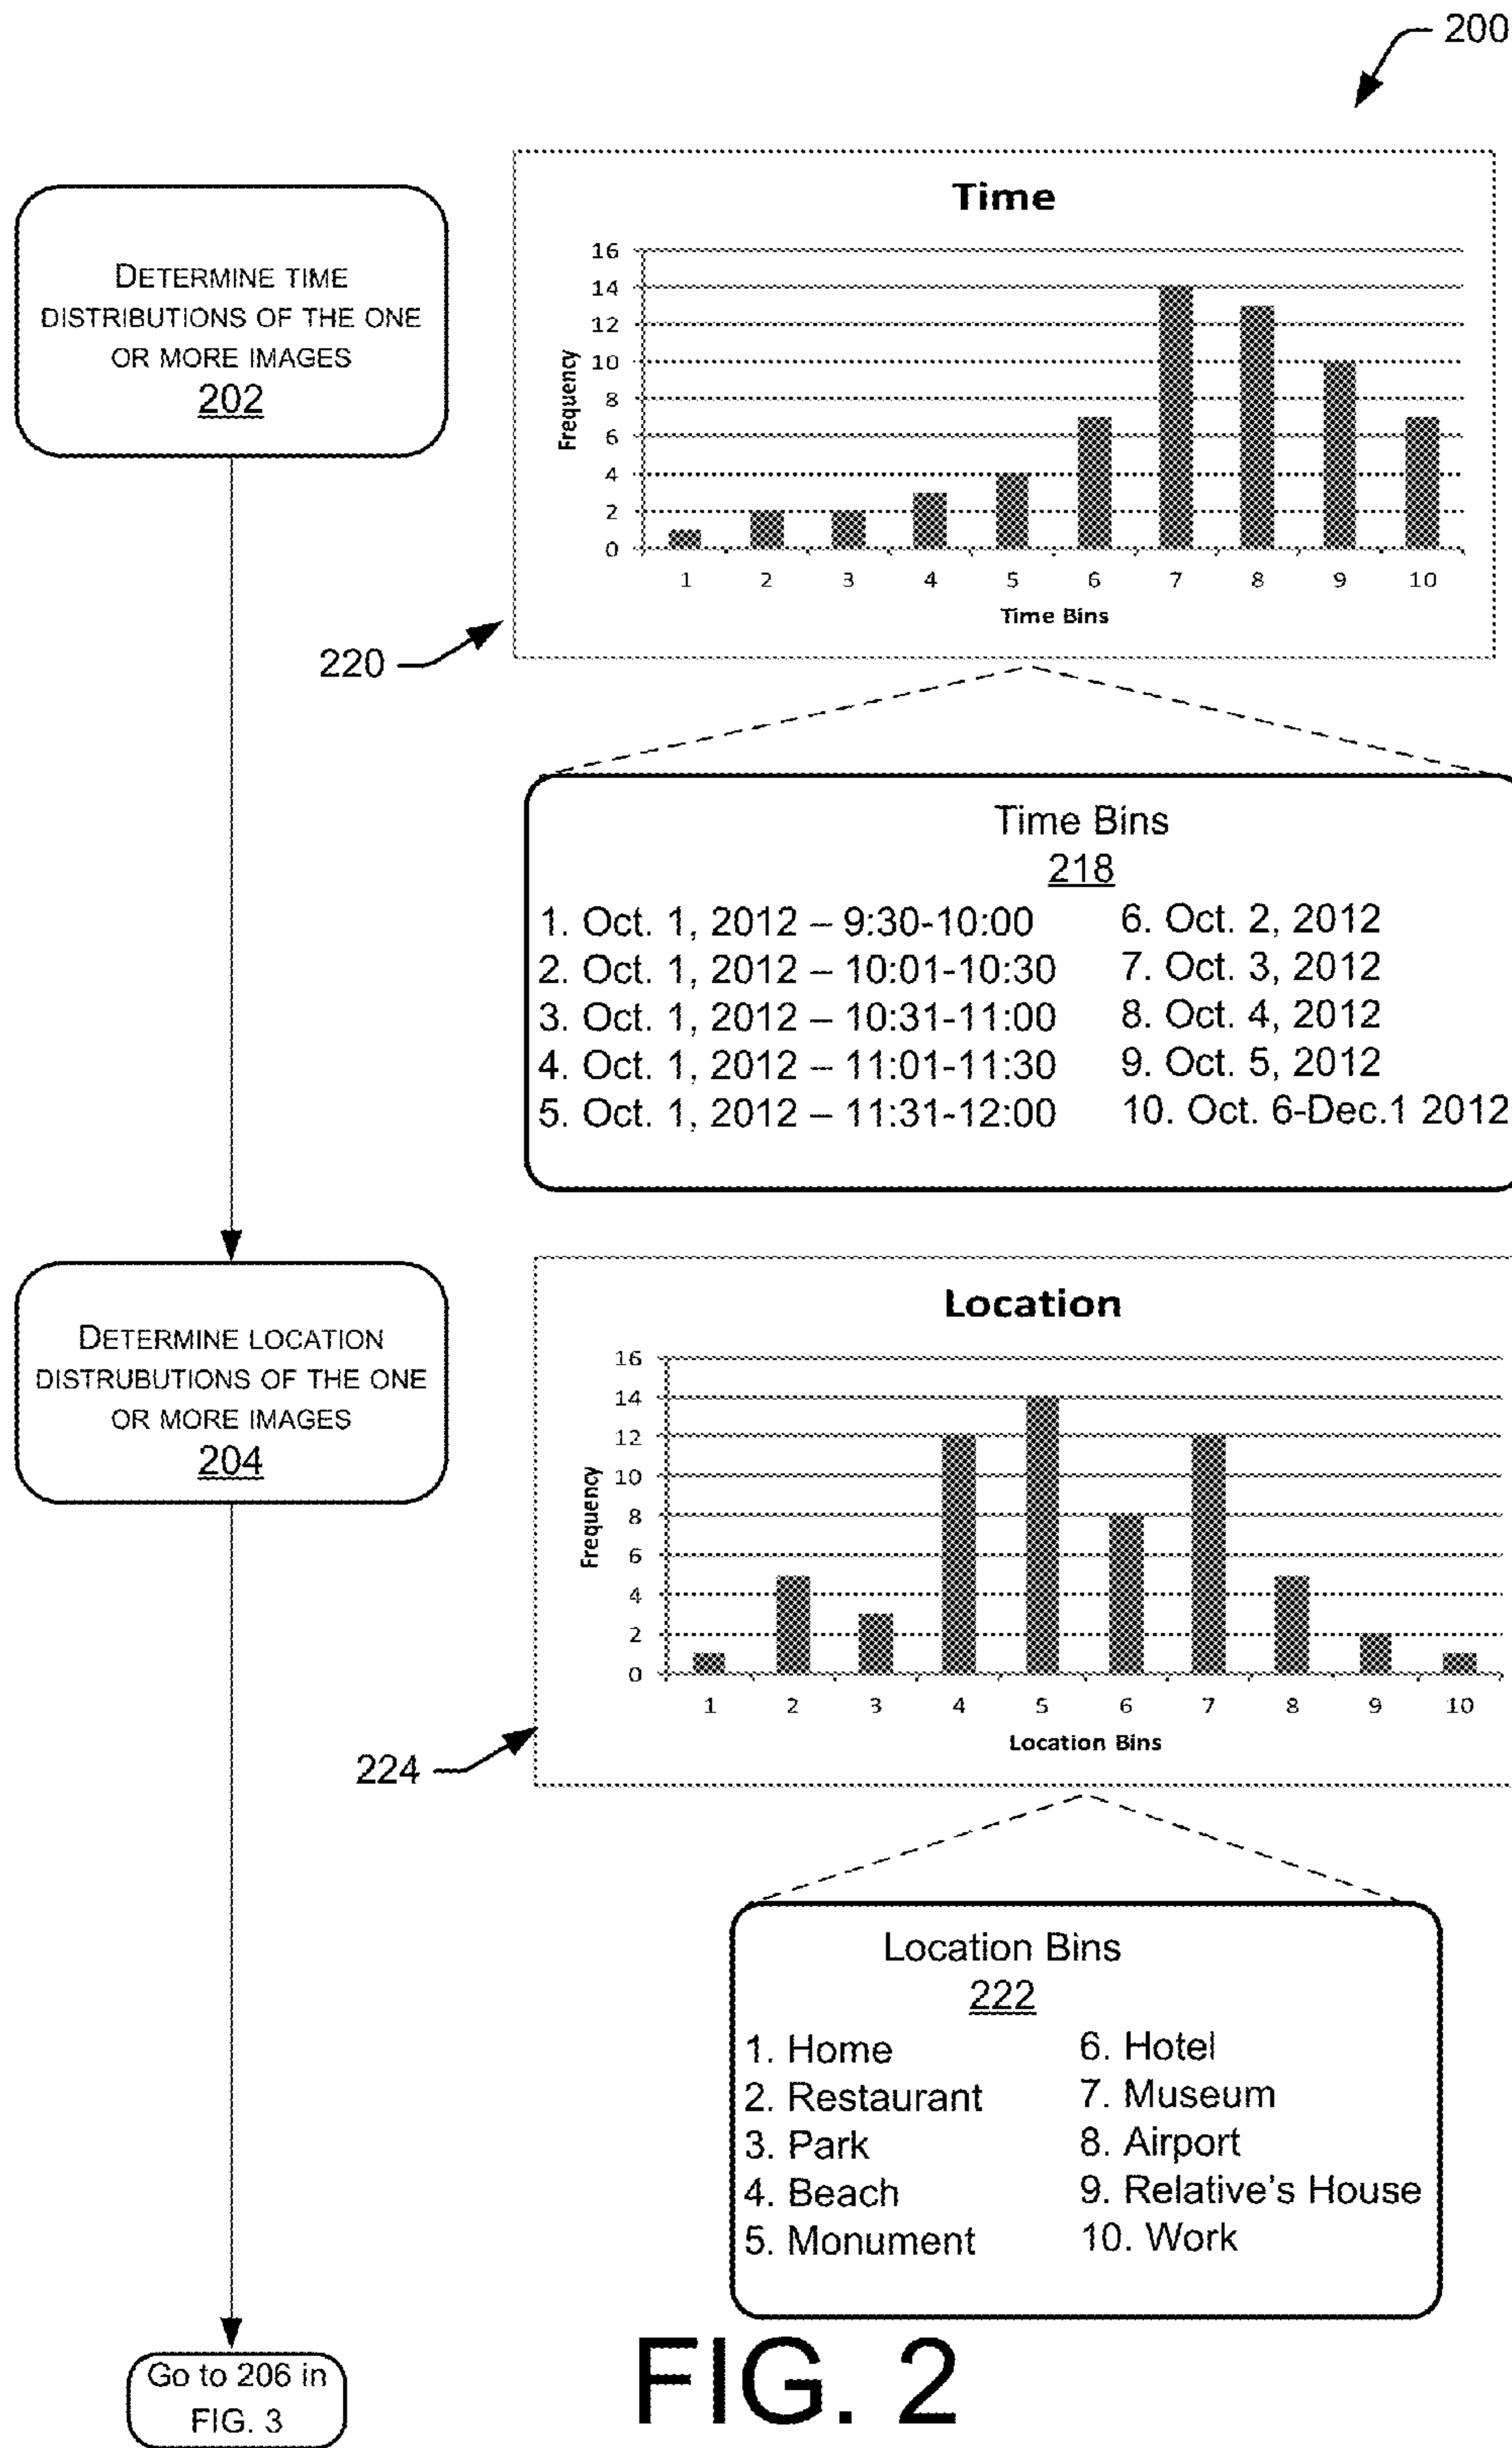 200
DETERMINE TIME
DISTRIBUTIONS OF THE ONE
OR MORE IMAGES
202
Time
16
14
12
10
8
6
4
2
0
Frequency
1 2 3 4 5 6 7 8 9 10
Time Bins
220
Time Bins
218
1. Oct. 1, 2012 – 9:30-10:00
2. Oct. 1, 2012 – 10:01-10:30
3. Oct. 1, 2012 – 10:31-11:00
4. Oct. 1, 2012 – 11:01-11:30
5. Oct. 1, 2012 – 11:31-12:00
6. Oct. 2, 2012
7. Oct. 3, 2012
8. Oct. 4, 2012
9. Oct. 5, 2012
10. Oct. 6-Dec.1 2012
DETERMINE LOCATION
DISTRUBUTIONS OF THE ONE
OR MORE IMAGES
204
Location
16
14
12
10
8
6
4
2
0
Frequency
1 2 3 4 5 6 7 8 9 10
Location Bins
224
Location Bins
222
1. Home
2. Restaurant
3. Park
4. Beach
5. Monument
6. Hotel
7. Museum
8. Airport
9. Relative's House
10. Work
Go to 206 in
FIG. 3
FIG. 2